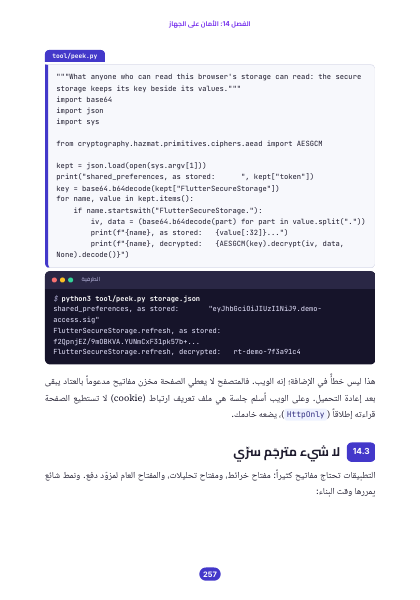 الفصل 14: الأمان على الجهاز
tool/peek.py
"""What anyone who can read this browser's storage can read: the secure
storage keeps its key beside its values."""
import base64
import json
import sys
from cryptography.hazmat.primitives.ciphers.aead import AESGCM
kept = json.load(open(sys.argv[1]))
print("shared_preferences, as stored:      ", kept["token"])
key = base64.b64decode(kept["FlutterSecureStorage"])
for name, value in kept.items():
    if name.startswith("FlutterSecureStorage."):
        iv, data = (base64.b64decode(part) for part in value.split("."))
        print(f"{name}, as stored:   {value[:32]}...")
        print(f"{name}, decrypted:   {AESGCM(key).decrypt(iv, data,
None).decode()}")
الطرفية
$ python3 tool/peek.py storage.json
shared_preferences, as stored:       "eyJhbGciOiJIUzI1NiJ9.demo-
access.sig"
FlutterSecureStorage.refresh, as stored:
f2QpnjEZ/9mOBKVA.YUNmCxF31pk57b+...
FlutterSecureStorage.refresh, decrypted:   rt-demo-7f3a91c4
هذا ليس خطأً في الإضافة؛ إنه الويب. فالمتصفح لا يعطي الصفحة مخزن مفاتيح مدعوماً بالعتاد يبقى
بعد إعادة التحميل. وعلى الويب أسلم جلسة هي ملف تعريف ارتباط (cookie) لا تستطيع الصفحة
قراءته إطلاقاً (HttpOnly)، يضعه خادمك.
14.3 لا شيء مترجَم سرّي
التطبيقات تحتاج مفاتيح كثيراً: مفتاح خرائط، ومفتاح تحليلات، والمفتاح العام لمزوّد دفع. ونمط شائع
يمررها وقت البناء:
257